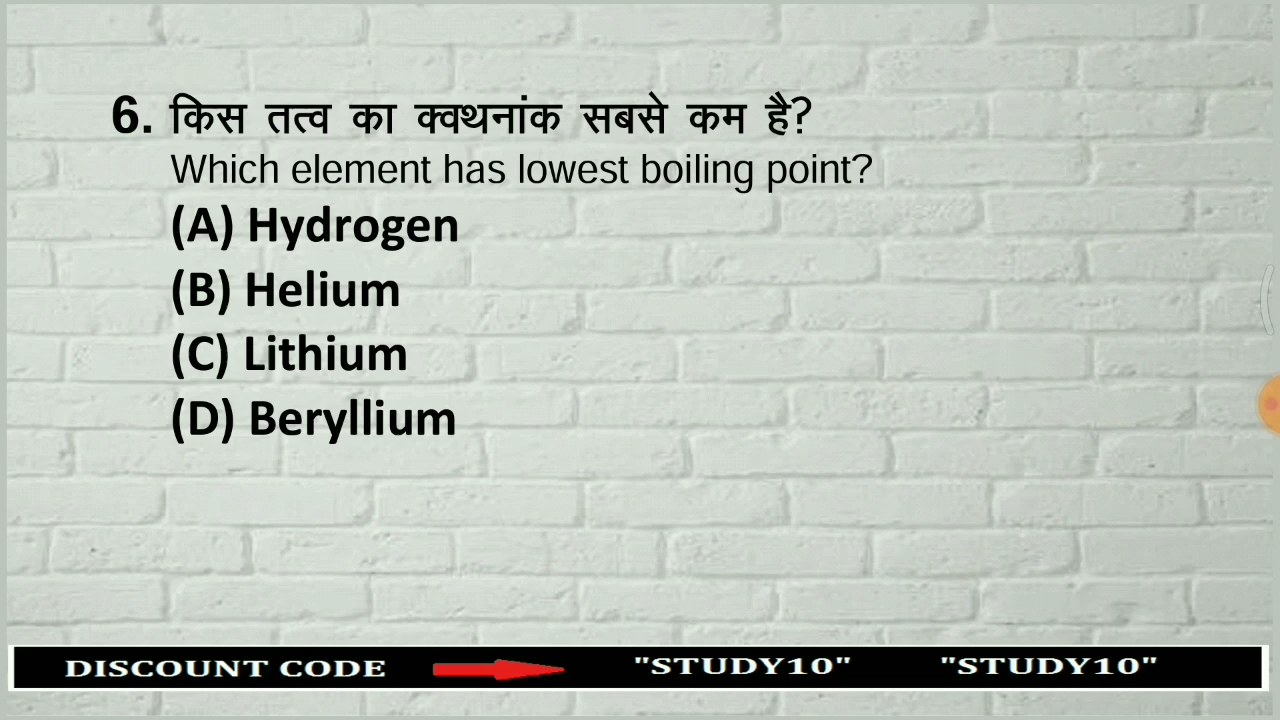 6. किस तत्व का क्वथनांक सबसे कम है?
Which element has lowest boiling point?
(A) Hydrogen
(B) Helium
(C) Lithium
(D) Beryllium
DISCOUNT CODE "STUDY10" "STUDY10"